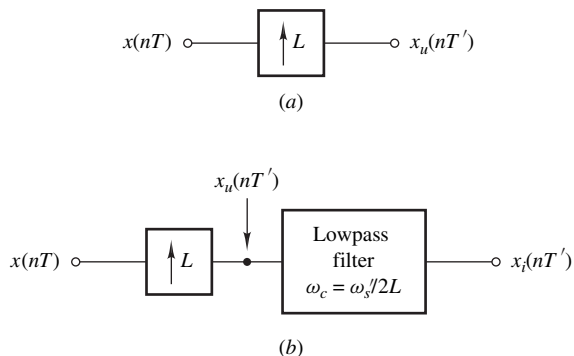 x(nT) L x_u(nT′)
(a)
x_u(nT′)
x(nT) L Lowpass filter ω_c = ω_s′/2L x_i(nT′)
(b)